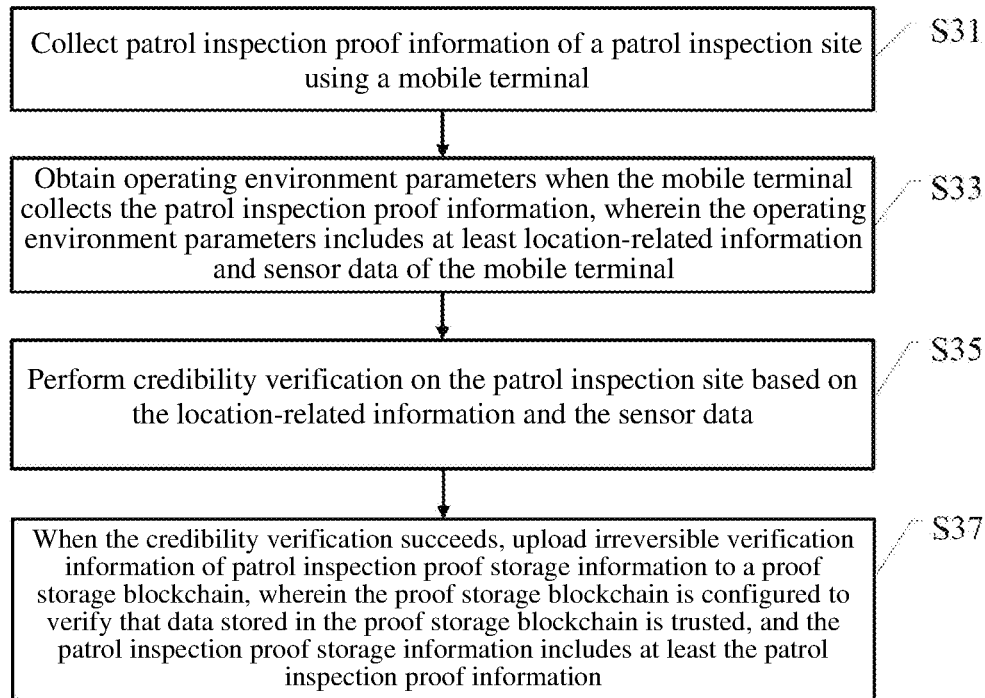 Collect patrol inspection proof information of a patrol inspection site
using a mobile terminal
S31
Obtain operating environment parameters when the mobile terminal
collects the patrol inspection proof information, wherein the operating
environment parameters includes at least location-related information
and sensor data of the mobile terminal
S33
Perform credibility verification on the patrol inspection site based on
the location-related information and the sensor data
S35
When the credibility verification succeeds, upload irreversible verification
information of patrol inspection proof storage information to a proof
storage blockchain, wherein the proof storage blockchain is configured to
verify that data stored in the proof storage blockchain is trusted, and the
patrol inspection proof storage information includes at least the patrol
inspection proof information
S37